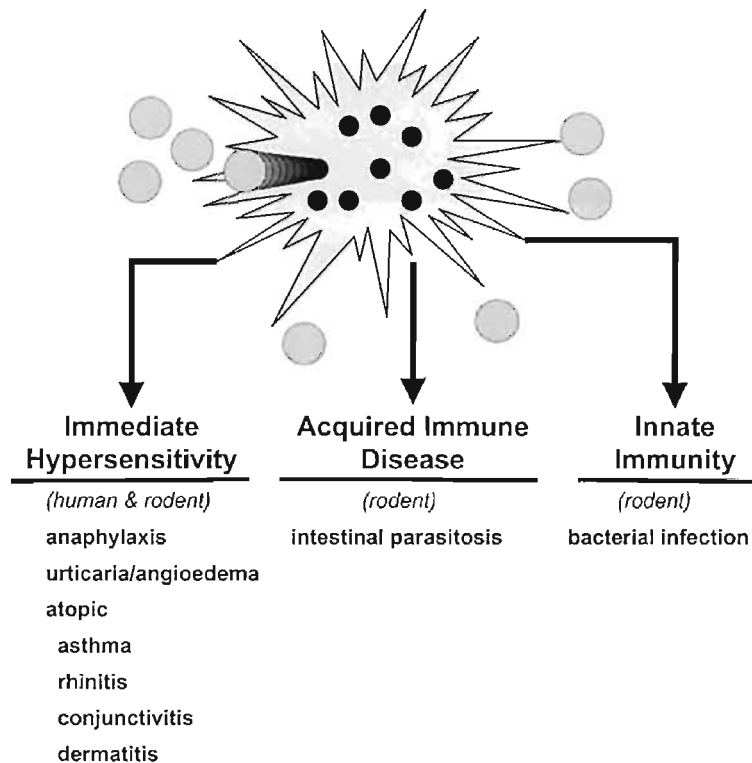 Immediate
Hypersensitivity
(human & rodent)
anaphylaxis
urticaria/angioedema
atopic
asthma
rhinitis
conjunctivitis
dermatitis
Acquired Immune
Disease
(rodent)
intestinal parasitosis
Innate
Immunity
(rodent)
bacterial infection